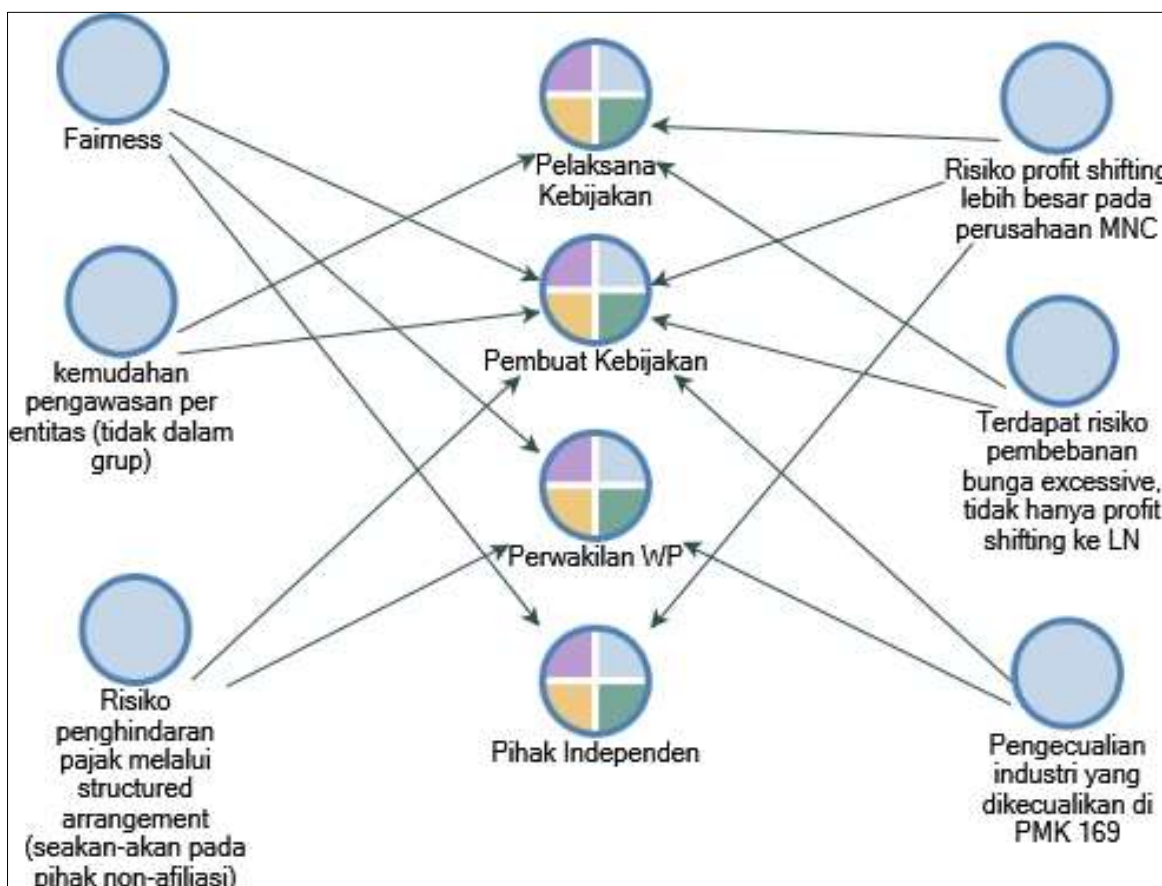 Fairness
kemudahan
pengawasan per
entitas (tidak dalam
grup)
Risiko
penghindaran
pajak melalui
structured
arrangement
(seakan-akan pada
pihak non-afiliasi)
Pelaksana
Kebijakan
Pembuat Kebijakan
Perwakilan WP
Pihak Independen
Risiko profit shifting
lebih besar pada
perusahaan MNC
Terdapat risiko
pembebanan
bunga excessive,
tidak hanya profit
shifting ke LN
Pengecualian
industri yang
dikecualikan di
PMK 169